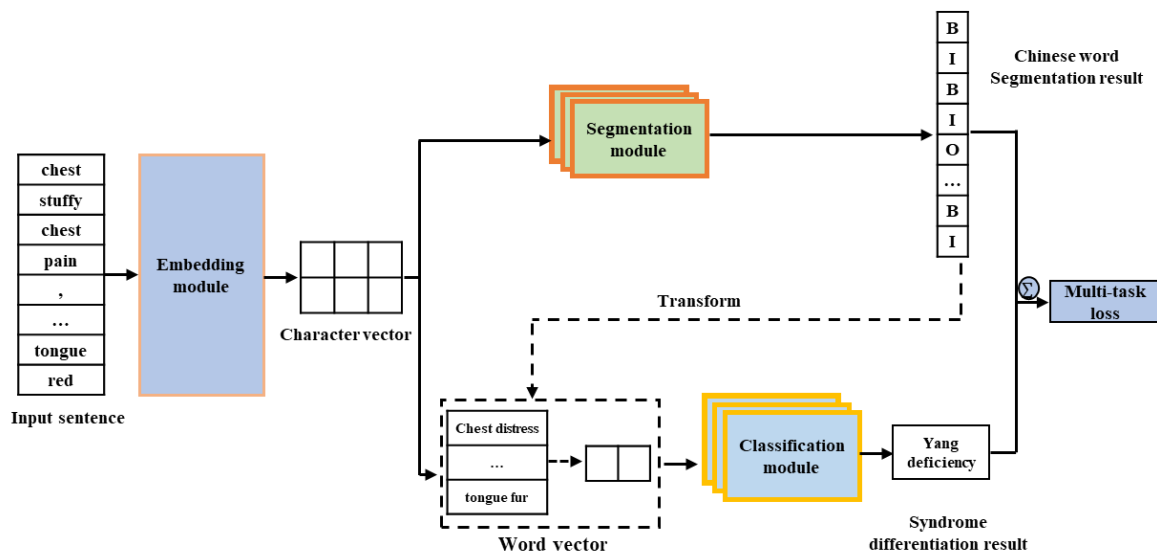 chest
stuffy
chest
pain
,
...
tongue
red
Input sentence
Embedding
module
Character vector
Segmentation
module
B
I
B
I
O
...
B
I
Chinese word
Segmentation result
Transform
Chest distress
...
tongue fur
Word vector
Classification
module
Yang
deficiency
Syndrome
differentiation result
Σ
Multi-task
loss